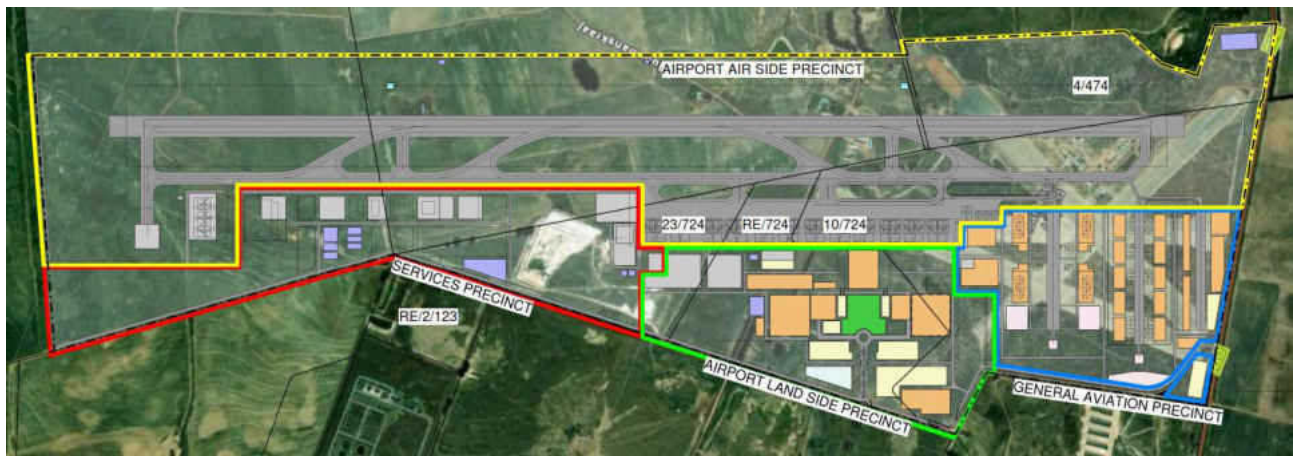 AIRPORT AIR SIDE PRECINCT
4/474
23/724
RE/724
10/724
SERVICES PRECINCT
RE/2/123
AIRPORT LAND SIDE PRECINCT
GENERAL AVIATION PRECINCT